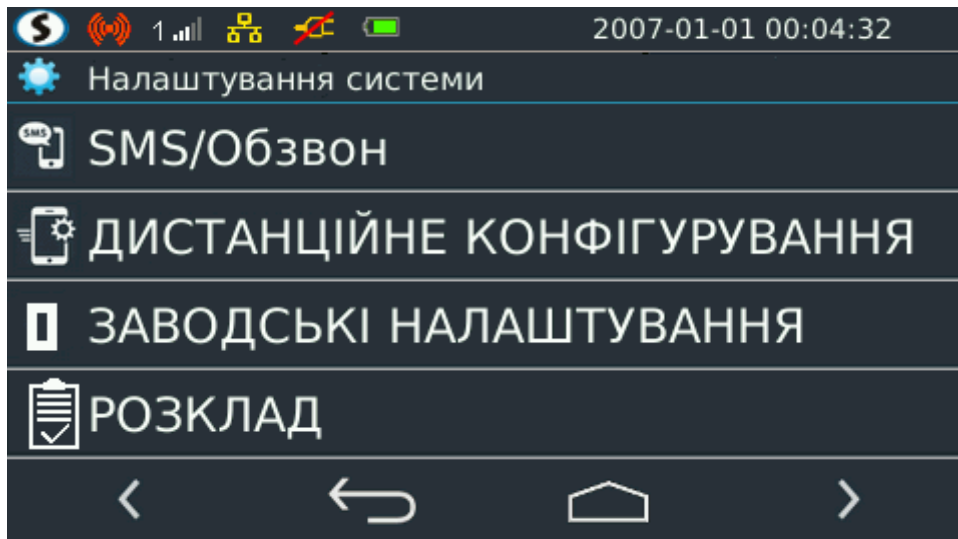 S 1 2007-01-01 00:04:32
Налаштування системи
SMS SMS/Обзвон
ДИСТАНЦІЙНЕ КОНФІГУРУВАННЯ
ЗАВОДСЬКІ НАЛАШТУВАННЯ
РОЗКЛАД